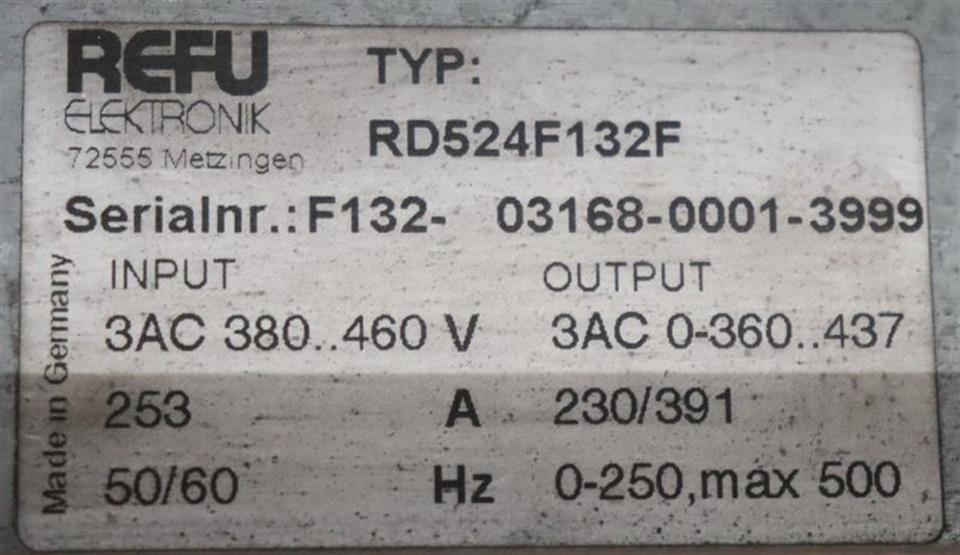 REFU
ELEKTRONIK
72555 Metzingen
TYP:
RD524F132F
Serialnr.: F132- 03168-0001-3999
INPUT OUTPUT
3AC 380..460 V 3AC 0-360..437
253 A 230/391
50/60 Hz 0-250,max 500
Made in Germany